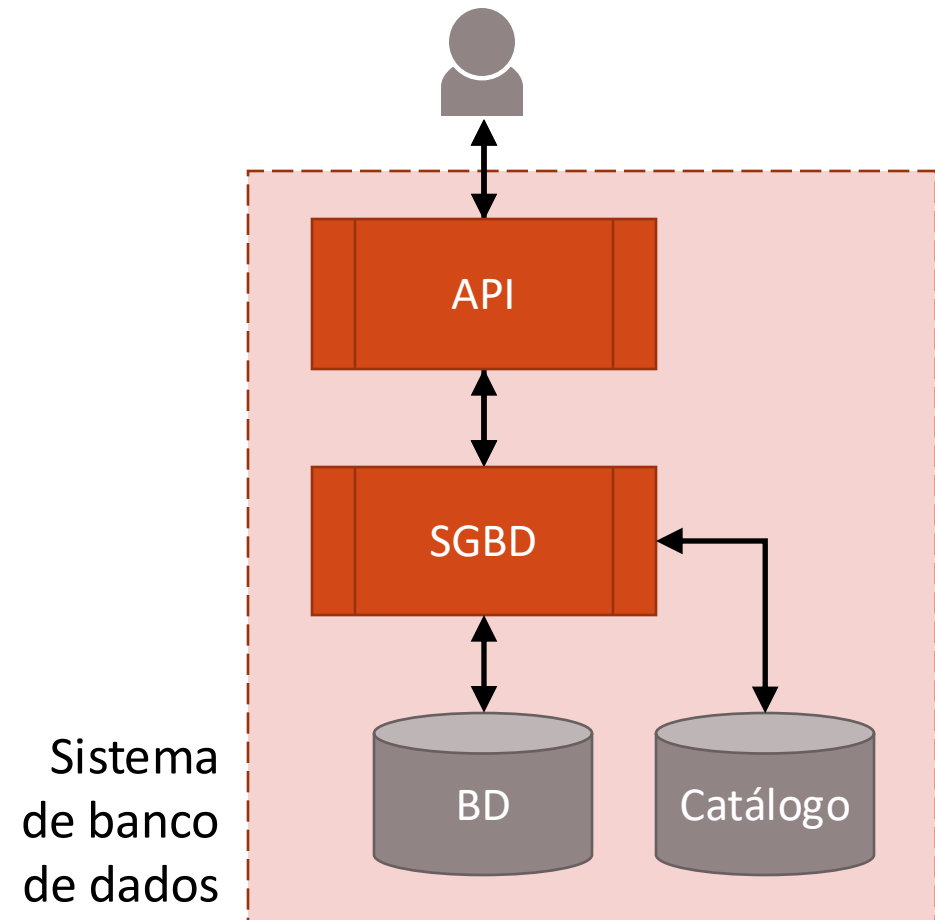 API
SGBD
BD
Catálogo
Sistema
de banco
de dados